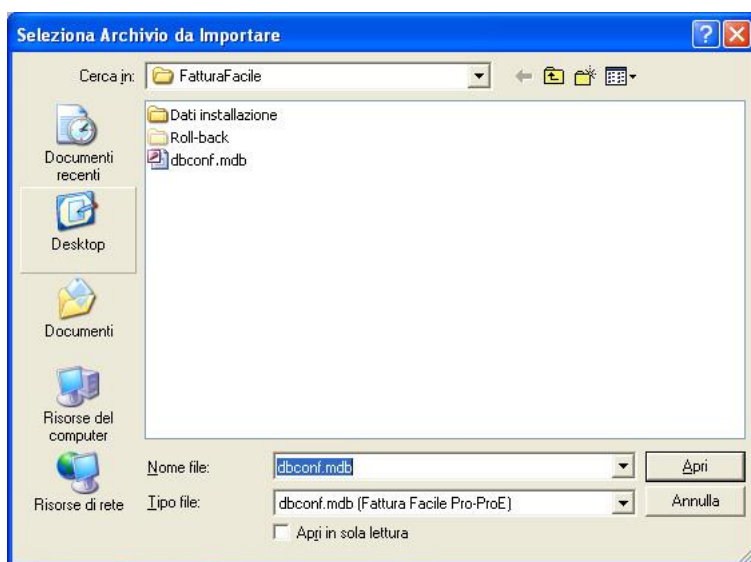 Seleziona Archivio da Importare
Cerca in:
FatturaFacile
Dati installazione
Roll-back
dbconf.mdb
Documenti
recenti
Desktop
Documenti
Risorse del
computer
Risorse di rete
Nome file:
dbconf.mdb
Apri
Tipo file:
dbconf.mdb (Fattura Facile Pro-ProE)
Annulla
Apri in sola lettura